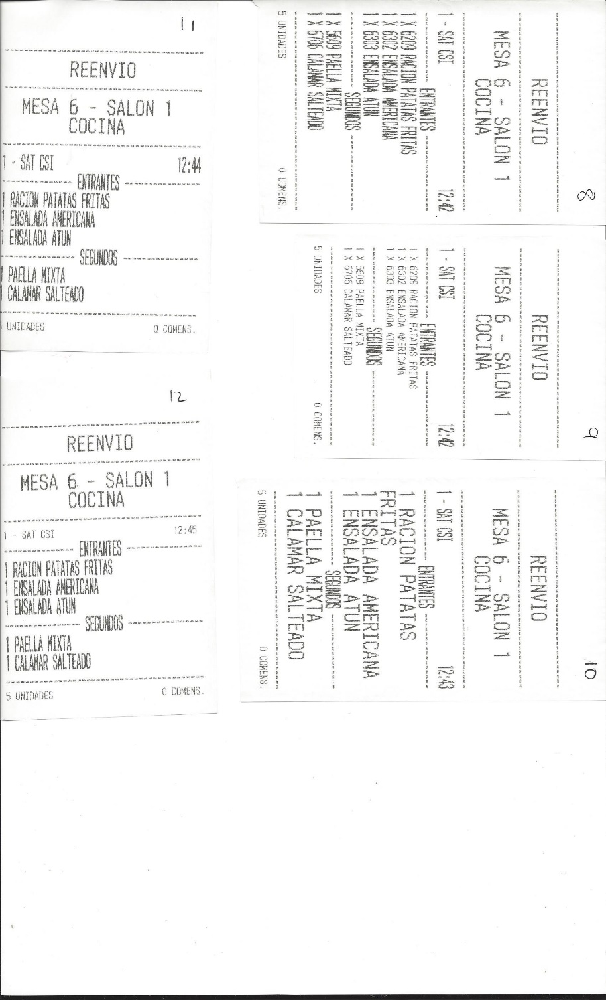 11
REENVIO
MESA 6 - SALON 1
COCINA
1 - SAT CSI 12:44
ENTRANTES
1 RACION PATATAS FRITAS
1 ENSALADA AMERICANA
1 ENSALADA ATUN
SEGUNDOS
1 PAELLA MIXTA
1 CALAMAR SALTEADO
UNIDADES 0 COMENS.
12
REENVIO
MESA 6 - SALON 1
COCINA
1 - SAT CSI 12:45
ENTRANTES
1 RACION PATATAS FRITAS
1 ENSALADA AMERICANA
1 ENSALADA ATUN
SEGUNDOS
1 PAELLA MIXTA
1 CALAMAR SALTEADO
5 UNIDADES 0 COMENS.
8
REENVIO
MESA 6 - SALON 1
COCINA
1 - SAT CSI 12:42
ENTRANTES
1 X 6209 RACION PATATAS FRITAS
1 X 6302 ENSALADA AMERICANA
1 X 6303 ENSALADA ATUN
SEGUNDOS
1 X 5609 PAELLA MIXTA
1 X 6706 CALAMAR SALTEADO
5 UNIDADES 0 COMENS.
9
REENVIO
MESA 6 - SALON 1
COCINA
1 - SAT CSI 12:42
ENTRANTES
1 X 6209 RACION PATATAS FRITAS
1 X 6302 ENSALADA AMERICANA
1 X 6303 ENSALADA ATUN
SEGUNDOS
1 X 5609 PAELLA MIXTA
1 X 6706 CALAMAR SALTEADO
5 UNIDADES 0 COMENS.
10
REENVIO
MESA 6 - SALON 1
COCINA
1 - SAT CSI 12:43
ENTRANTES
1 RACION PATATAS
FRITAS
1 ENSALADA AMERICANA
1 ENSALADA ATUN
SEGUNDOS
1 PAELLA MIXTA
1 CALAMAR SALTEADO
5 UNIDADES 0 COMENS.